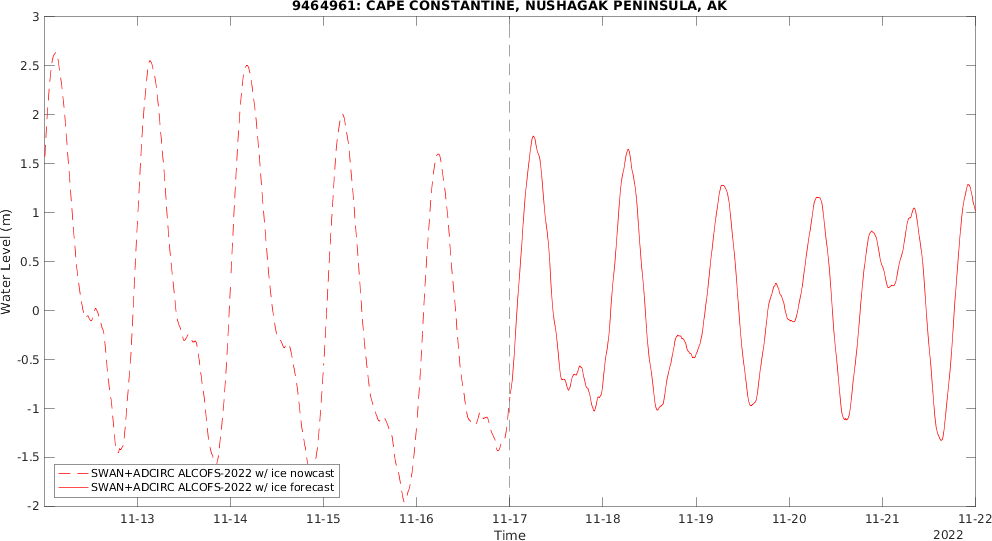 9464961: CAPE CONSTANTINE, NUSHAGAK PENINSULA, AK
3
2.5
2
1.5
1
0.5
0
-0.5
-1
-1.5
-2
Water Level (m)
SWAN+ADCIRC ALCOFS-2022 w/ ice nowcast
SWAN+ADCIRC ALCOFS-2022 w/ ice forecast
11-13 11-14 11-15 11-16 11-17 11-18 11-19 11-20 11-21 11-22
Time
2022